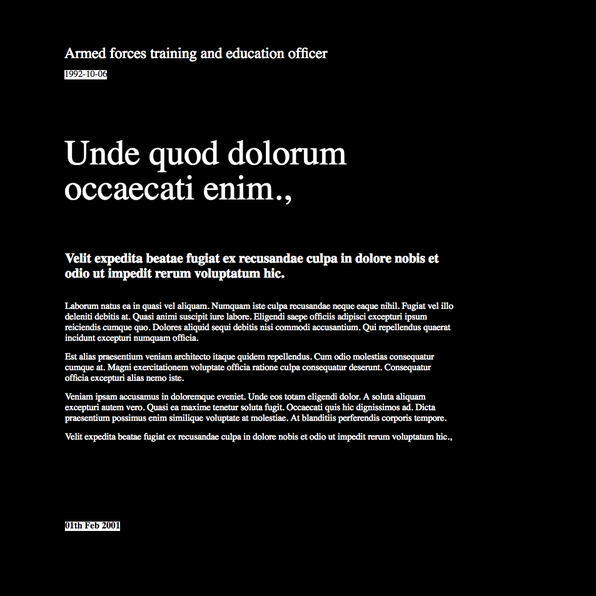 Armed forces training and education officer
1992-10-06
Unde quod dolorum
occaecati enim.,
Velit expedita beatae fugiat ex recusandae culpa in dolore nobis et
odio ut impedit rerum voluptatum hic.
Laborum natus ea in quasi vel aliquam. Numquam iste culpa recusandae neque eaque nihil. Fugiat vel illo
deleniti debitis at. Quasi animi suscipit iure labore. Eligendi saepe officiis adipisci excepturi ipsum
reiciendis cumque quo. Dolores aliquid sequi debitis nisi commodi accusantium. Qui repellendus quaerat
incidunt excepturi numquam officia.
Est alias praesentium veniam architecto itaque quidem repellendus. Cum odio molestias consequatur
cumque at. Magni exercitationem voluptate officia ratione culpa consequatur deserunt. Consequatur
officia excepturi alias nemo iste.
Veniam ipsam accusamus in doloremque eveniet. Unde eos totam eligendi dolor. A soluta aliquam
excepturi autem vero. Quasi ea maxime tenetur soluta fugit. Occaecati quis hic dignissimos ad. Dicta
praesentium possimus enim similique voluptate at molestiae. At blanditiis perferendis corporis tempore.
Velit expedita beatae fugiat ex recusandae culpa in dolore nobis et odio ut impedit rerum voluptatum hic.,
01th Feb 2001